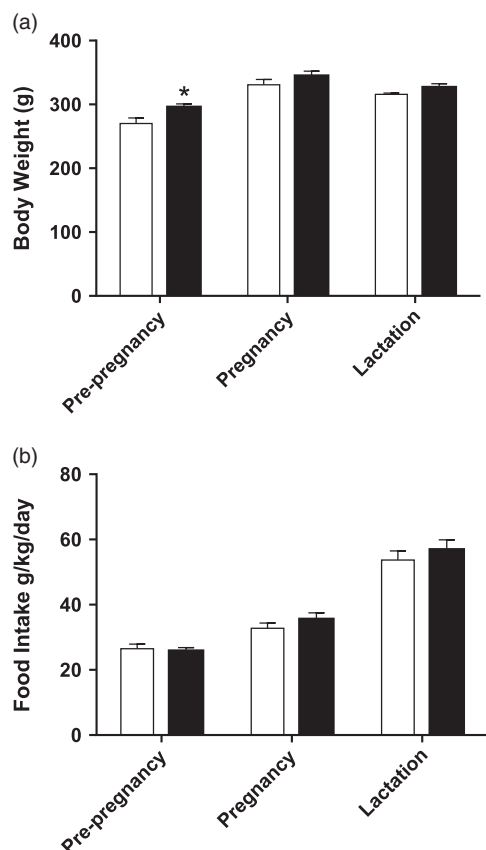 (a)
400
300
200
100
0
Body Weight (g)
*
Pre-pregnancy
Pregnancy
Lactation
(b)
80
60
40
20
0
Food Intake g/kg/day
Pre-pregnancy
Pregnancy
Lactation